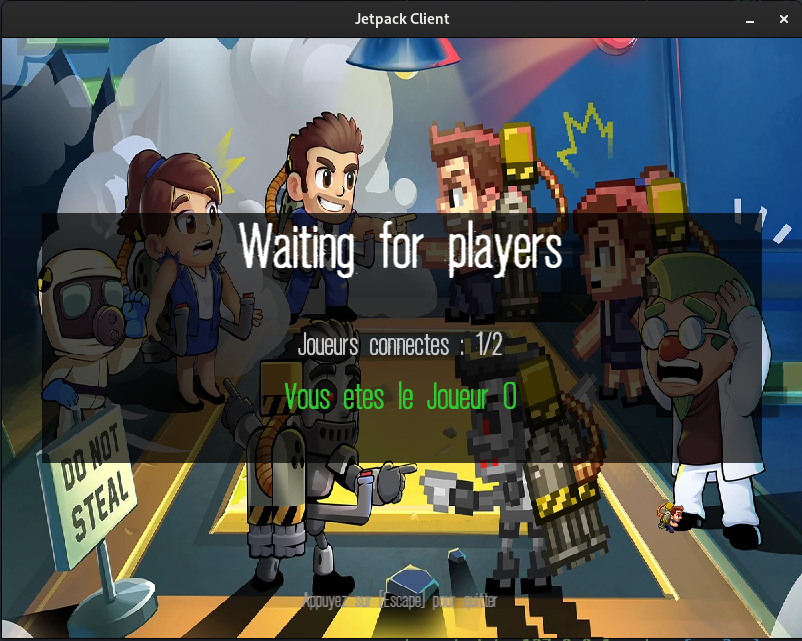 Jetpack Client
Waiting for players
Joueurs connectes : 1/2
Vous etes le Joueur 0
DO NOT
STEAL
Appuyez sur [Escape] pour quitter